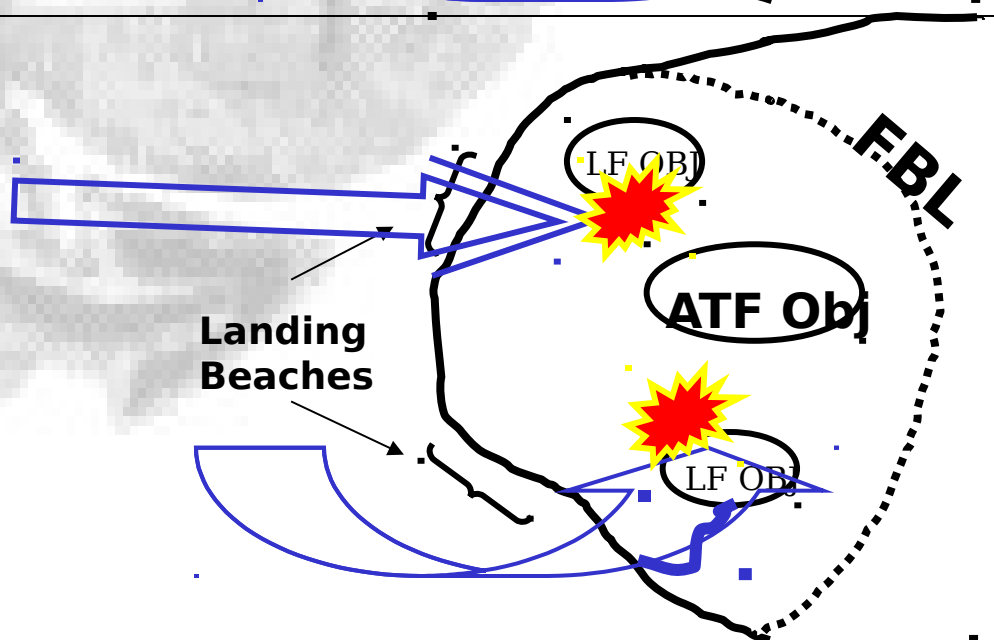 LF OBJ
FBL
ATF Obj
Landing
Beaches
LF OBJ